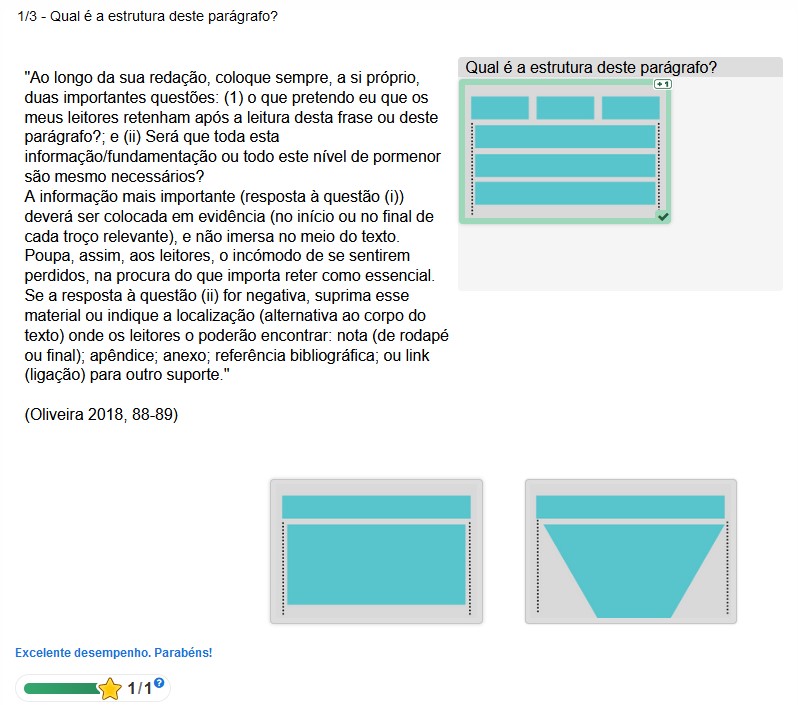 1/3 - Qual é a estrutura deste parágrafo?
"Ao longo da sua redação, coloque sempre, a si próprio,
duas importantes questões: (1) o que pretendo eu que os
meus leitores retenham após a leitura desta frase ou deste
parágrafo?; e (ii) Será que toda esta
informação/fundamentação ou todo este nível de pormenor
são mesmo necessários?
A informação mais importante (resposta à questão (i))
deverá ser colocada em evidência (no início ou no final de
cada troço relevante), e não imersa no meio do texto.
Poupa, assim, aos leitores, o incómodo de se sentirem
perdidos, na procura do que importa reter como essencial.
Se a resposta à questão (ii) for negativa, suprima esse
material ou indique a localização (alternativa ao corpo do
texto) onde os leitores o poderão encontrar: nota (de rodapé
ou final); apêndice; anexo; referência bibliográfica; ou link
(ligação) para outro suporte."
(Oliveira 2018, 88-89)
Qual é a estrutura deste parágrafo?
+1
Excelente desempenho. Parabéns!
1/1 ?